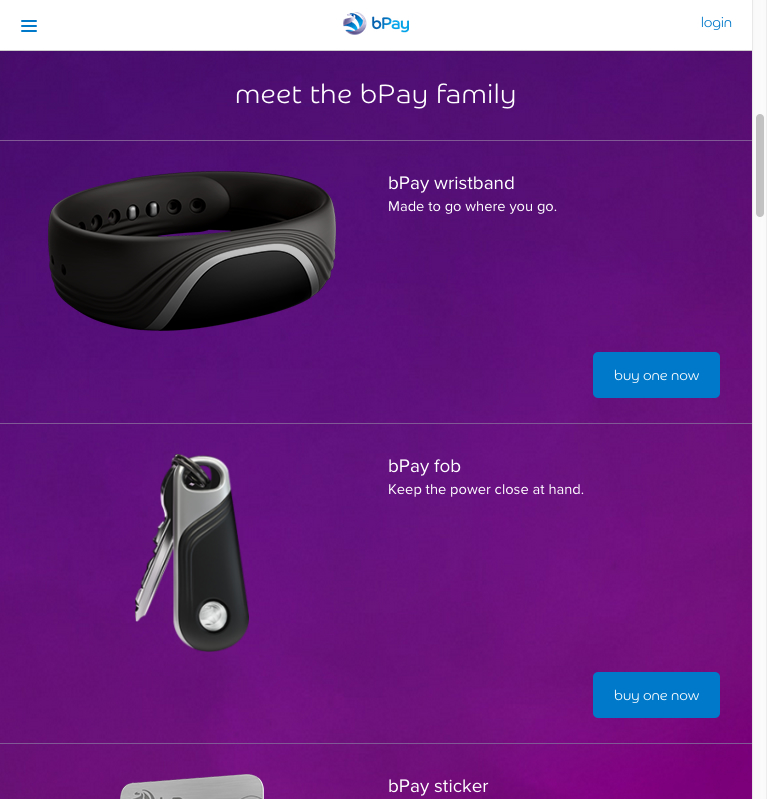 bPay
login
meet the bPay family
bPay wristband
Made to go where you go.
buy one now
bPay fob
Keep the power close at hand.
buy one now
bPay sticker